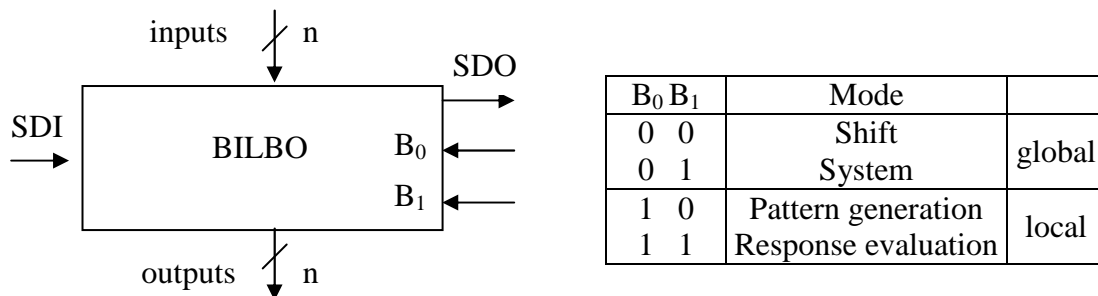 inputs n
SDO
SDI
BILBO
B₀
B₁
outputs n
B₀ B₁ Mode
0 0 Shift global
0 1 System
1 0 Pattern generation local
1 1 Response evaluation